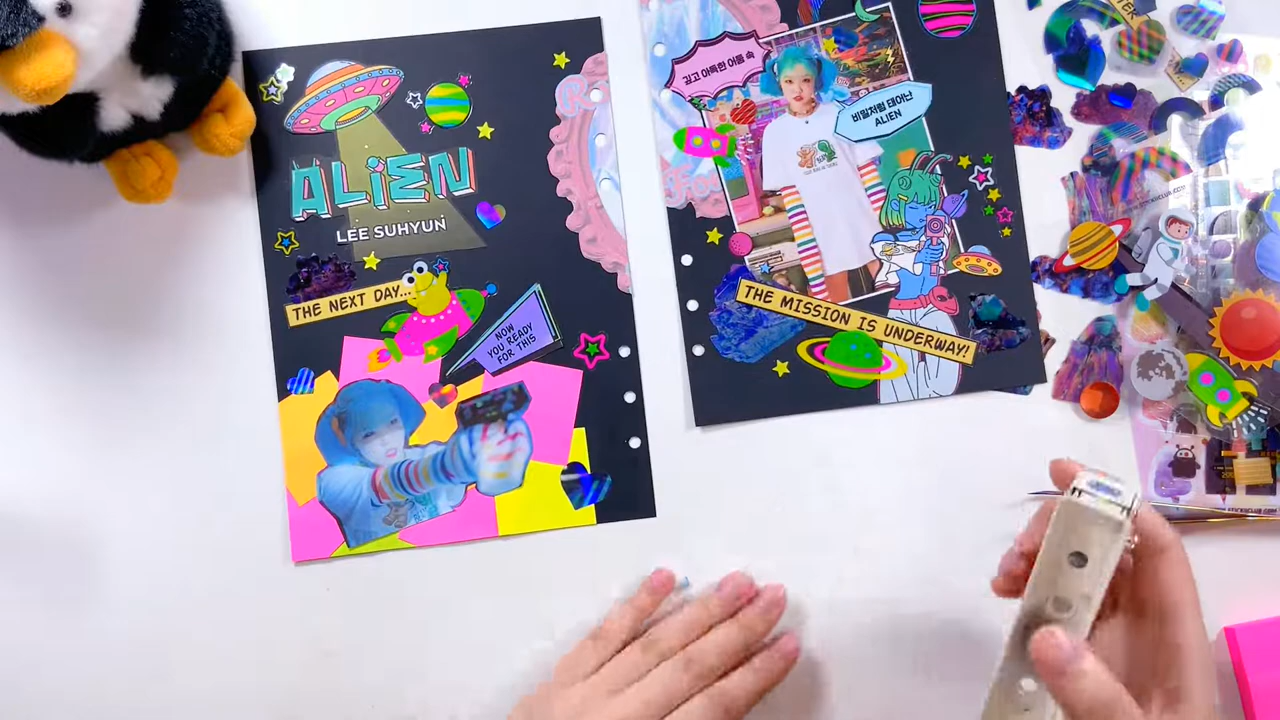 ALiEN
LEE SUHYUN
THE NEXT DAY...
NOW
YOU READY
FOR THIS
깊고 아득한 어둠 속
비밀처럼 태어난
ALIEN
THE MISSION IS UNDERWAY!